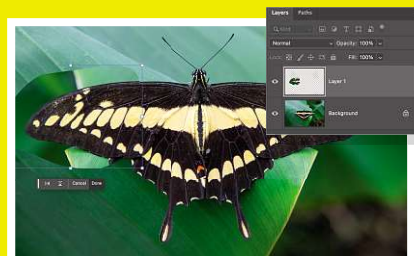 Layers Paths
Kind
Normal Opacity: 100%
Lock: Fill: 100%
Layer 1
Background
Cancel Done